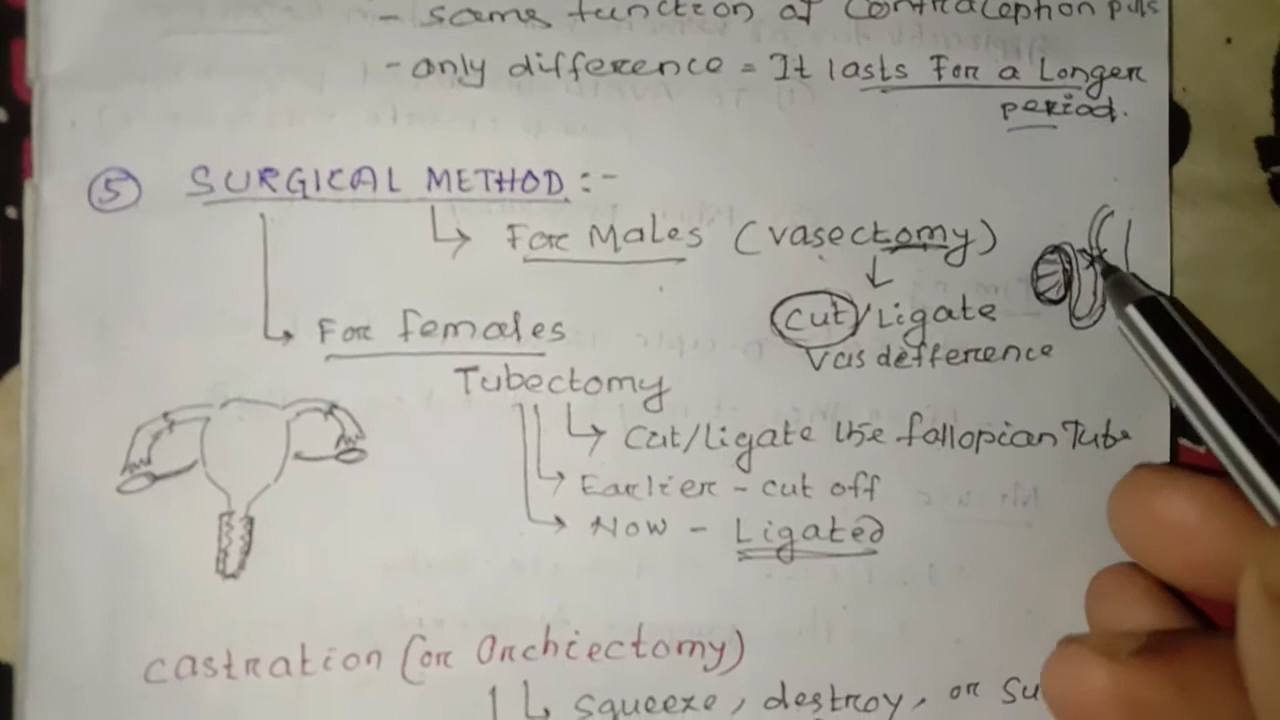 - same function of contraception pills
- only difference = It lasts For a Longer
period.
⑤ SURGICAL METHOD :-
↳ For Males (vasectomy)
↓
Cut/Ligate
Vas defference
↳ For females
Tubectomy
↳ Cut/Ligate the fallopian Tube
↳ Earlier - cut off
↳ Now - Ligated
Castration (or Orchiectomy)
↳ squeeze, destroy, or su